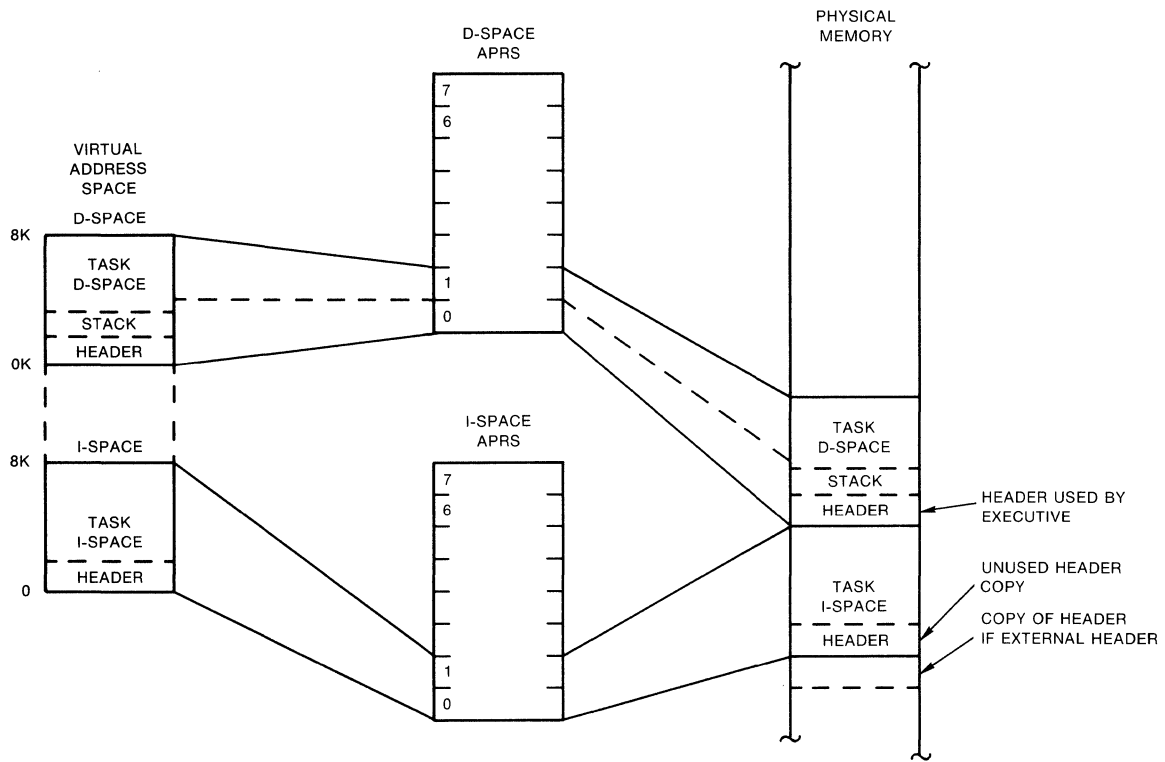 PHYSICAL
MEMORY
D-SPACE
APRS
7
6
1
0
VIRTUAL
ADDRESS
SPACE
D-SPACE
8K
TASK
D-SPACE
STACK
HEADER
0K
I-SPACE
8K
TASK
I-SPACE
HEADER
0
I-SPACE
APRS
7
6
1
0
TASK
D-SPACE
STACK
HEADER
HEADER USED BY
EXECUTIVE
TASK
I-SPACE
HEADER
UNUSED HEADER
COPY
COPY OF HEADER
IF EXTERNAL HEADER